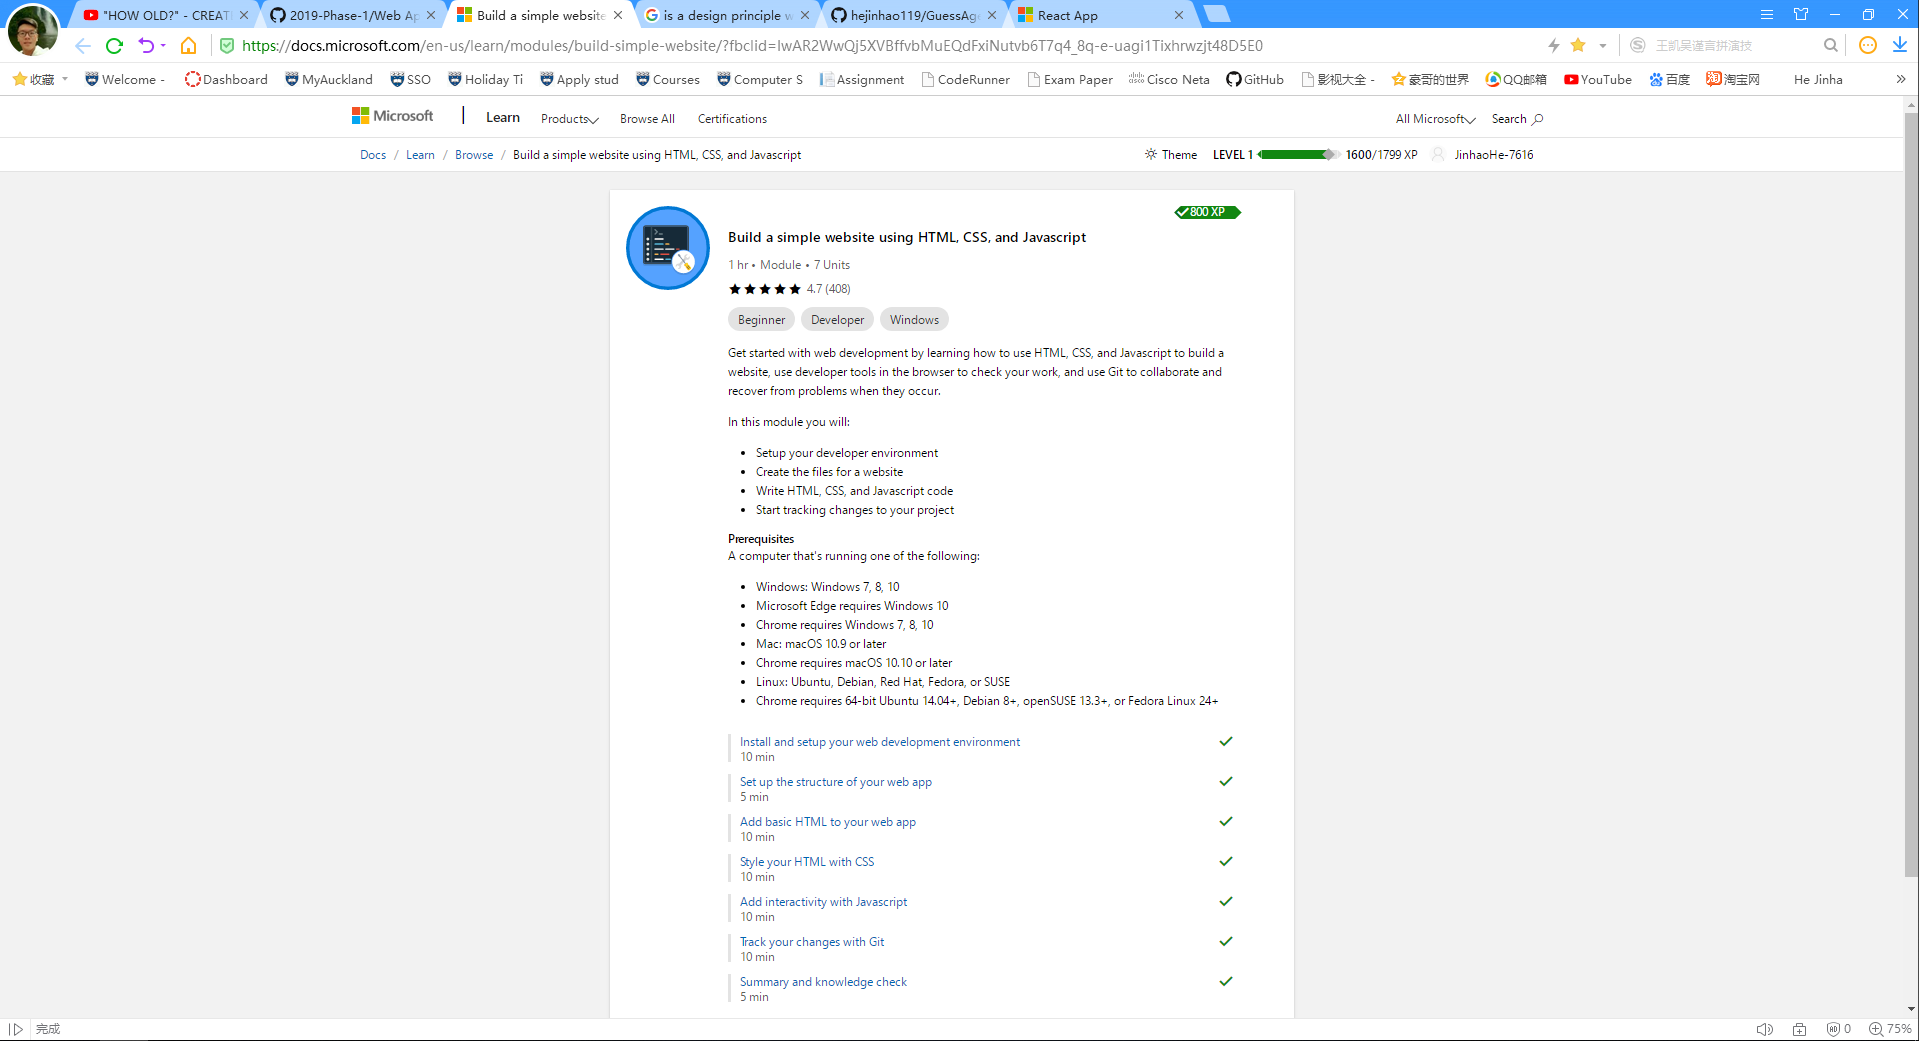 "HOW OLD?" - CREAT
2019-Phase-1/Web Ap
Build a simple website
is a design principle w
hejinhao119/GuessAg
React App
https://docs.microsoft.com/en-us/learn/modules/build-simple-website/?fbclid=IwAR2WwQj5XVBffvbMuEQdFxiNutvb6T7q4_8q-e-uagi1Tixhrwzjt48D5E0
王凯吴谨言拼演技
收藏 Welcome - Dashboard MyAuckland SSO Holiday Ti Apply stud Courses Computer S Assignment CodeRunner Exam Paper Cisco Neta GitHub 影视大全 - 豪哥的世界 QQ邮箱 YouTube 百度 淘宝网 He Jinha
Microsoft | Learn Products Browse All Certifications All Microsoft Search
Docs / Learn / Browse / Build a simple website using HTML, CSS, and Javascript Theme LEVEL 1 1600/1799 XP JinhaoHe-7616
800 XP
Build a simple website using HTML, CSS, and Javascript
1 hr • Module • 7 Units
4.7 (408)
Beginner Developer Windows
Get started with web development by learning how to use HTML, CSS, and Javascript to build a
website, use developer tools in the browser to check your work, and use Git to collaborate and
recover from problems when they occur.
In this module you will:
• Setup your developer environment
• Create the files for a website
• Write HTML, CSS, and Javascript code
• Start tracking changes to your project
Prerequisites
A computer that's running one of the following:
• Windows: Windows 7, 8, 10
• Microsoft Edge requires Windows 10
• Chrome requires Windows 7, 8, 10
• Mac: macOS 10.9 or later
• Chrome requires macOS 10.10 or later
• Linux: Ubuntu, Debian, Red Hat, Fedora, or SUSE
• Chrome requires 64-bit Ubuntu 14.04+, Debian 8+, openSUSE 13.3+, or Fedora Linux 24+
Install and setup your web development environment
10 min
Set up the structure of your web app
5 min
Add basic HTML to your web app
10 min
Style your HTML with CSS
10 min
Add interactivity with Javascript
10 min
Track your changes with Git
10 min
Summary and knowledge check
5 min
完成 0 75%